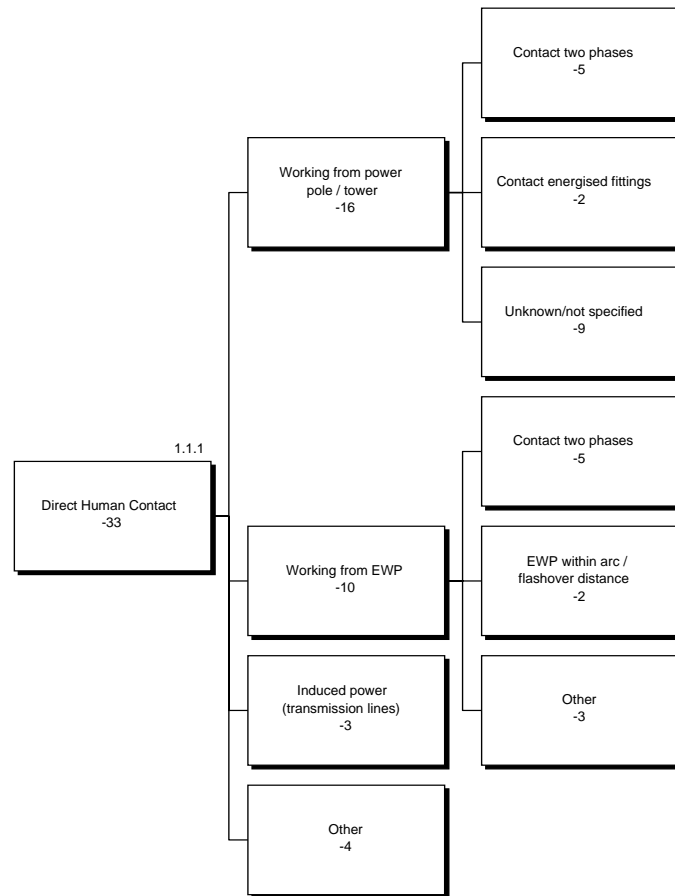 Contact two phases
-5
Working from power
pole / tower
-16
Contact energised fittings
-2
Unknown/not specified
-9
1.1.1
Direct Human Contact
-33
Contact two phases
-5
Working from EWP
-10
EWP within arc /
flashover distance
-2
Induced power
(transmission lines)
-3
Other
-3
Other
-4